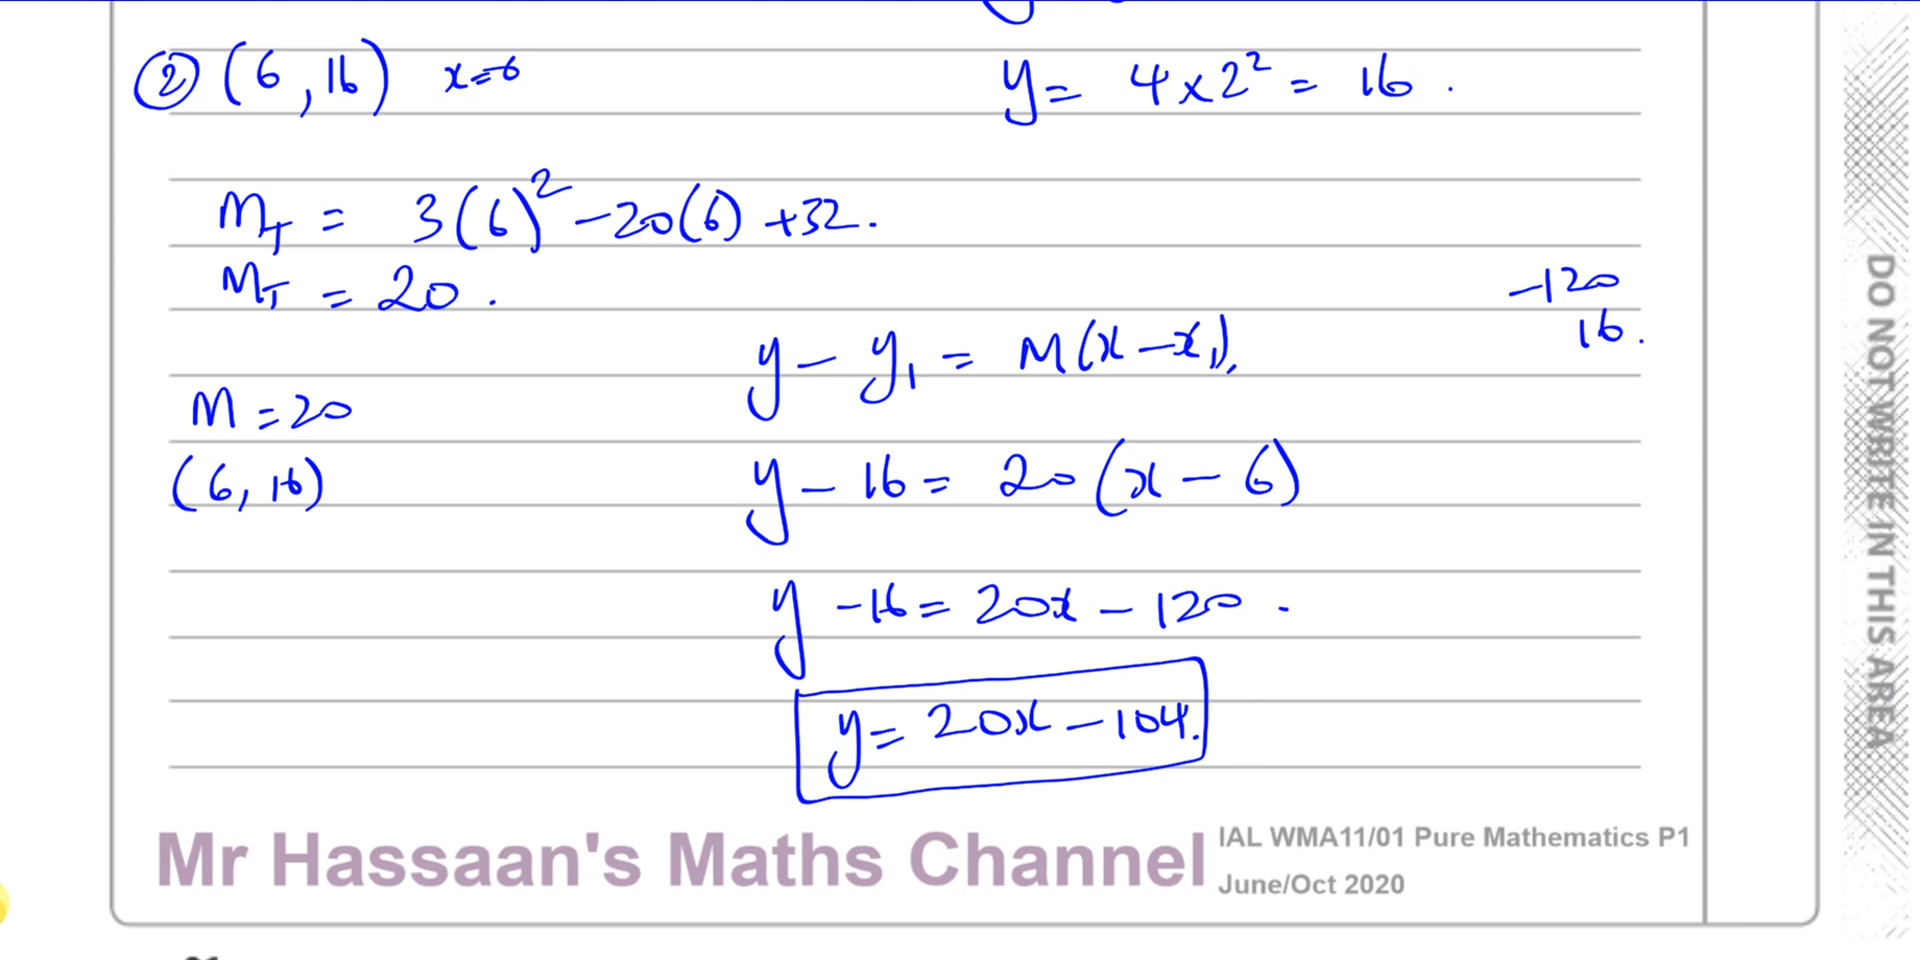 ② (6, 16) x=6
y = 4×2² = 16.
M_T = 3(6)² - 20(6) + 32.
M_T = 20.
-120
16.
y - y₁ = M(x - x₁),
M = 20
(6, 16)
y - 16 = 20(x - 6)
y - 16 = 20x - 120.
y = 20x - 104.
Mr Hassaan's Maths Channel
IAL WMA11/01 Pure Mathematics P1
June/Oct 2020
DO NOT WRITE IN THIS AREA